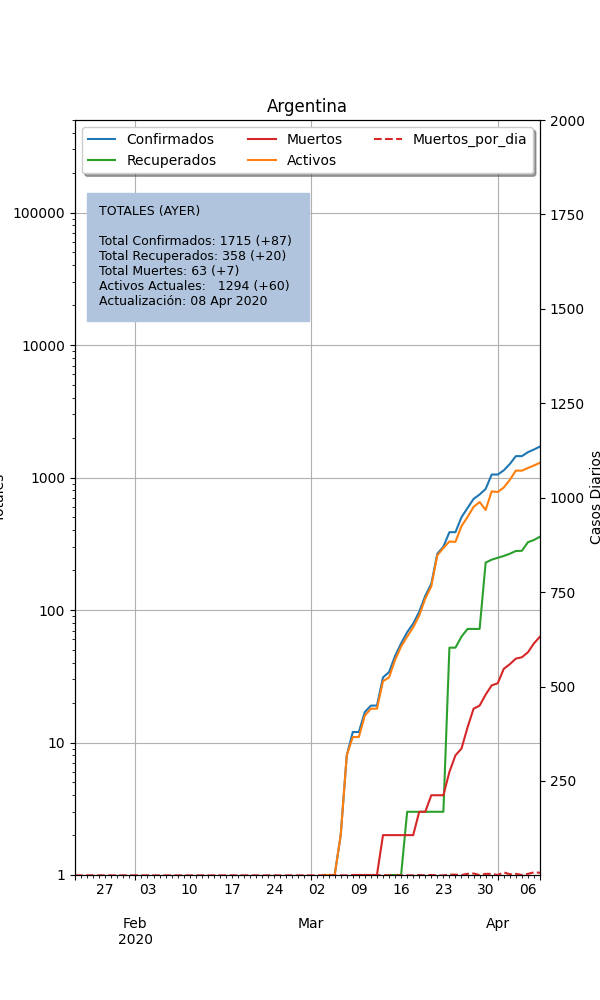 Argentina
Confirmados
Recuperados
Muertos
Activos
Muertos_por_dia
TOTALES (AYER)
Total Confirmados: 1715 (+87)
Total Recuperados: 358 (+20)
Total Muertes: 63 (+7)
Activos Actuales: 1294 (+60)
Actualización: 08 Apr 2020
100000
10000
1000
100
10
1
2000
1750
1500
1250
1000
750
500
250
Casos Diarios
27 03 10 17 24 02 09 16 23 30 06
Feb Mar Apr
2020